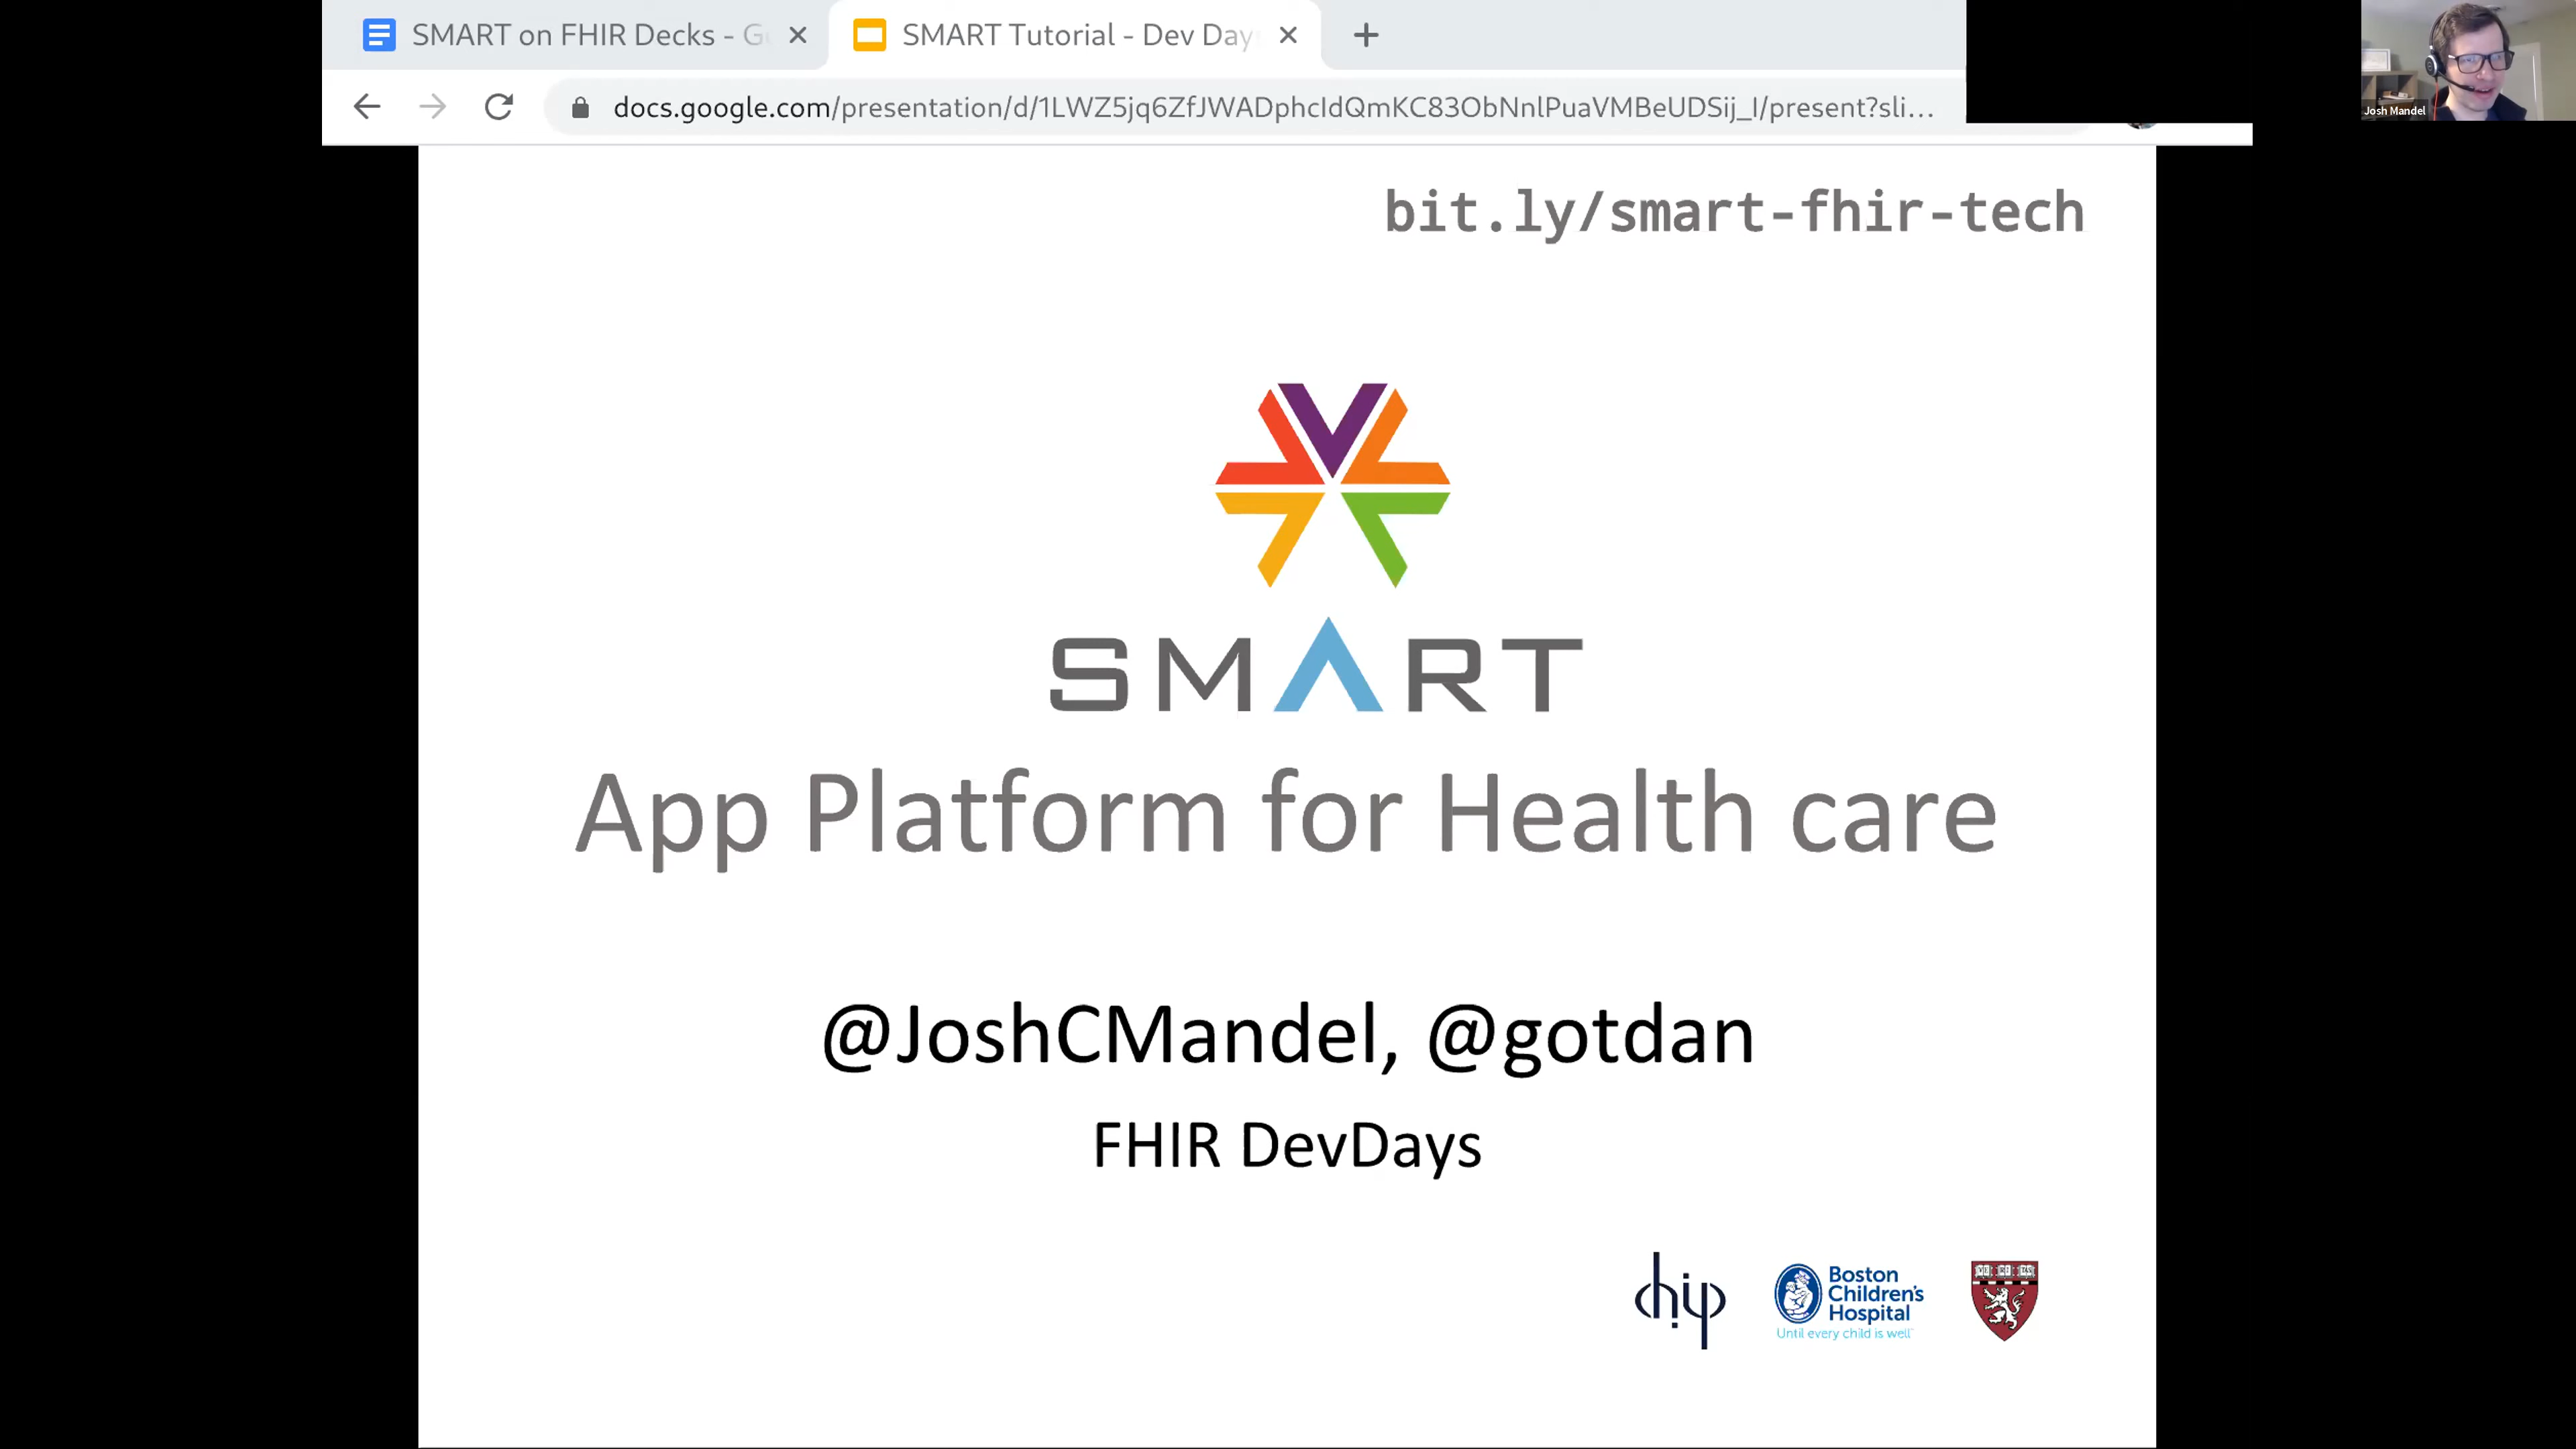 SMART on FHIR Decks - G
SMART Tutorial - Dev Day
docs.google.com/presentation/d/1LWZ5jq6ZfJWADphcIdQmKC83ObNnlPuaVMBeUDSij_I/present?sli...
Josh Mandel
bit.ly/smart-fhir-tech
SMART
App Platform for Health care
@JoshCMandel, @gotdan
FHIR DevDays
chip
Boston
Children's
Hospital
Until every child is well